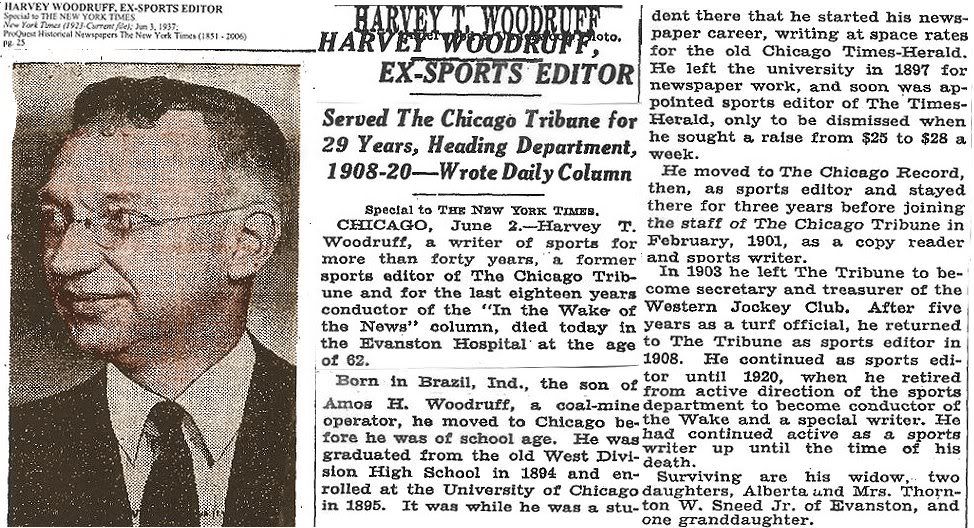 HARVEY WOODRUFF, EX-SPORTS EDITOR
Special to THE NEW YORK TIMES.
New York Times (1923-Current file); Jun 3, 1937;
ProQuest Historical Newspapers The New York Times (1851 - 2006)
pg. 25
HARVEY T. WOODRUFF
HARVEY WOODRUFF,
EX-SPORTS EDITOR
Served The Chicago Tribune for
29 Years, Heading Department,
1908-20—Wrote Daily Column
Special to THE NEW YORK TIMES.
CHICAGO, June 2.—Harvey T.
Woodruff, a writer of sports for
more than forty years, a former
sports editor of The Chicago Trib-
une and for the last eighteen years
conductor of the "In the Wake of
the News" column, died today in
the Evanston Hospital at the age
of 62.
Born in Brazil, Ind., the son of
Amos H. Woodruff, a coal-mine
operator, he moved to Chicago be-
fore he was of school age. He was
graduated from the old West Divi-
sion High School in 1894 and en-
rolled at the University of Chicago
in 1895. It was while he was a stu-
dent there that he started his news-
paper career, writing at space rates
for the old Chicago Times-Herald.
He left the university in 1897 for
newspaper work, and soon was ap-
pointed sports editor of The Times-
Herald, only to be dismissed when
he sought a raise from $25 to $28 a
week.
He moved to The Chicago Record,
then, as sports editor and stayed
there for three years before joining
the staff of The Chicago Tribune in
February, 1901, as a copy reader
and sports writer.
In 1903 he left The Tribune to be-
come secretary and treasurer of the
Western Jockey Club. After five
years as a turf official, he returned
to The Tribune as sports editor in
1908. He continued as sports edi-
tor until 1920, when he retired
from active direction of the sports
department to become conductor of
the Wake and a special writer. He
had continued active as a sports
writer up until the time of his
death.
Surviving are his widow, two
daughters, Alberta and Mrs. Thorn-
ton W. Sneed Jr. of Evanston, and
one granddaughter.